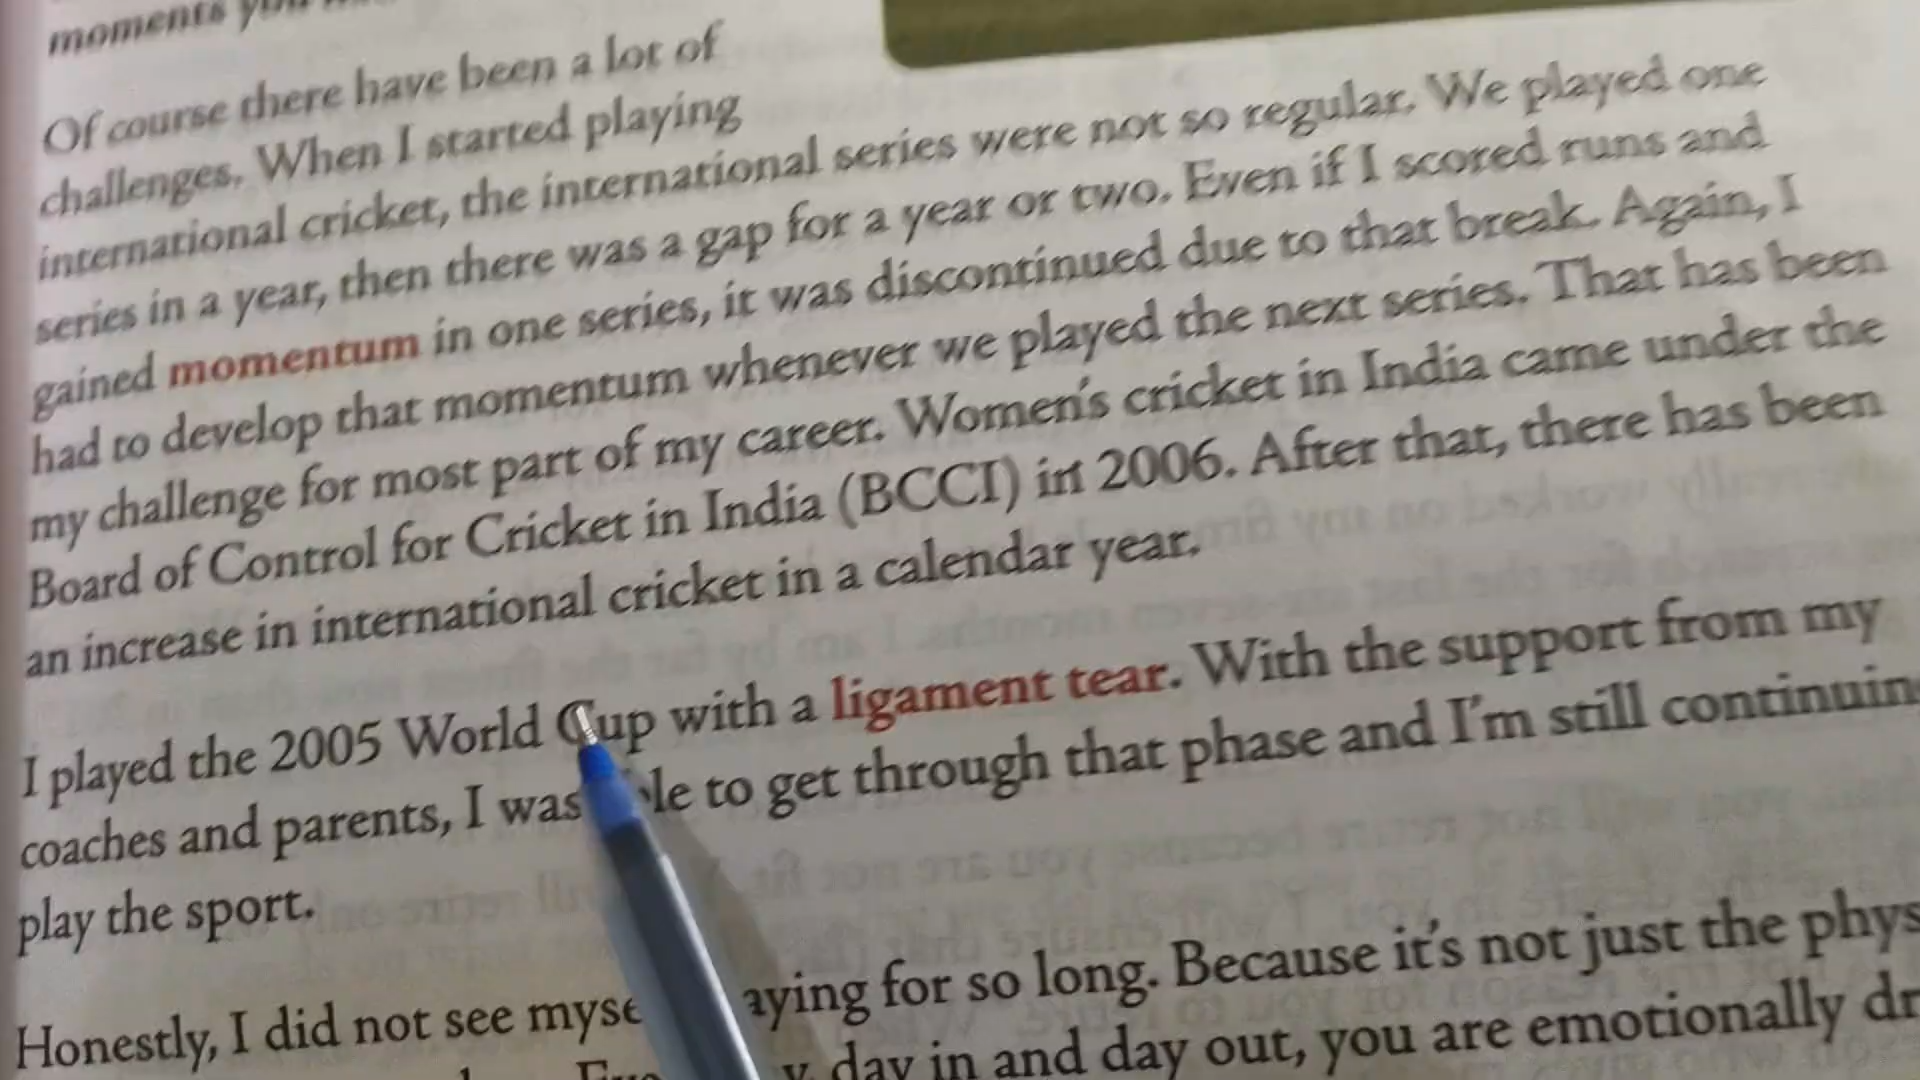 moments you
Of course there have been a lot of
challenges. When I started playing
international cricket, the international series were not so regular. We played one
series in a year, then there was a gap for a year or two. Even if I scored runs and
gained momentum in one series, it was discontinued due to that break. Again, I
had to develop that momentum whenever we played the next series. That has been
my challenge for most part of my career. Women's cricket in India came under the
Board of Control for Cricket in India (BCCI) in 2006. After that, there has been
an increase in international cricket in a calendar year.
I played the 2005 World Cup with a ligament tear. With the support from my
coaches and parents, I was to get through that phase and I'm still
play the sport.
Honestly, I did not see for so long. Because it's not just the
day in and day out, you are emotionally